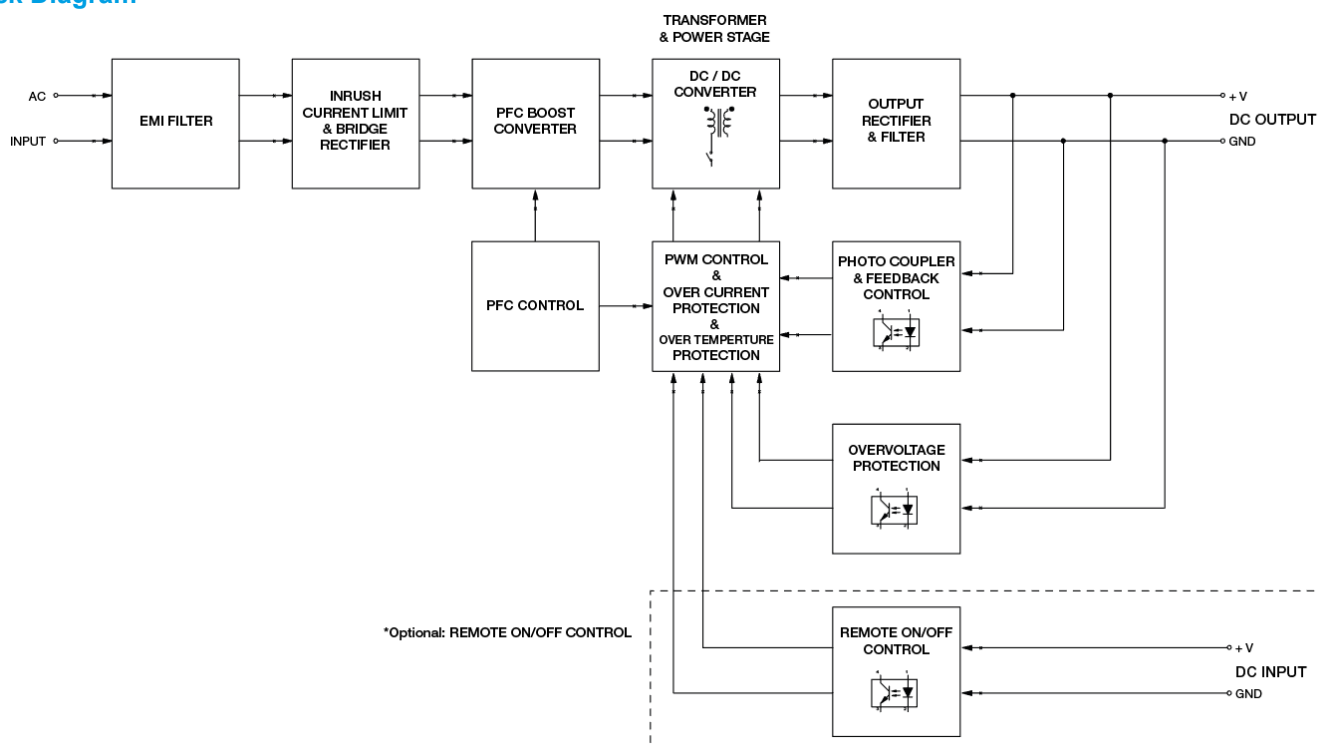 k Diagram
TRANSFORMER
& POWER STAGE
AC
INPUT
EMI FILTER
INRUSH
CURRENT LIMIT
& BRIDGE
RECTIFIER
PFC BOOST
CONVERTER
DC / DC
CONVERTER
OUTPUT
RECTIFIER
& FILTER
+ V
DC OUTPUT
GND
PFC CONTROL
PWM CONTROL
&
OVER CURRENT
PROTECTION
&
OVER TEMPERTURE
PROTECTION
PHOTO COUPLER
& FEEDBACK
CONTROL
OVERVOLTAGE
PROTECTION
*Optional: REMOTE ON/OFF CONTROL
REMOTE ON/OFF
CONTROL
+ V
DC INPUT
GND